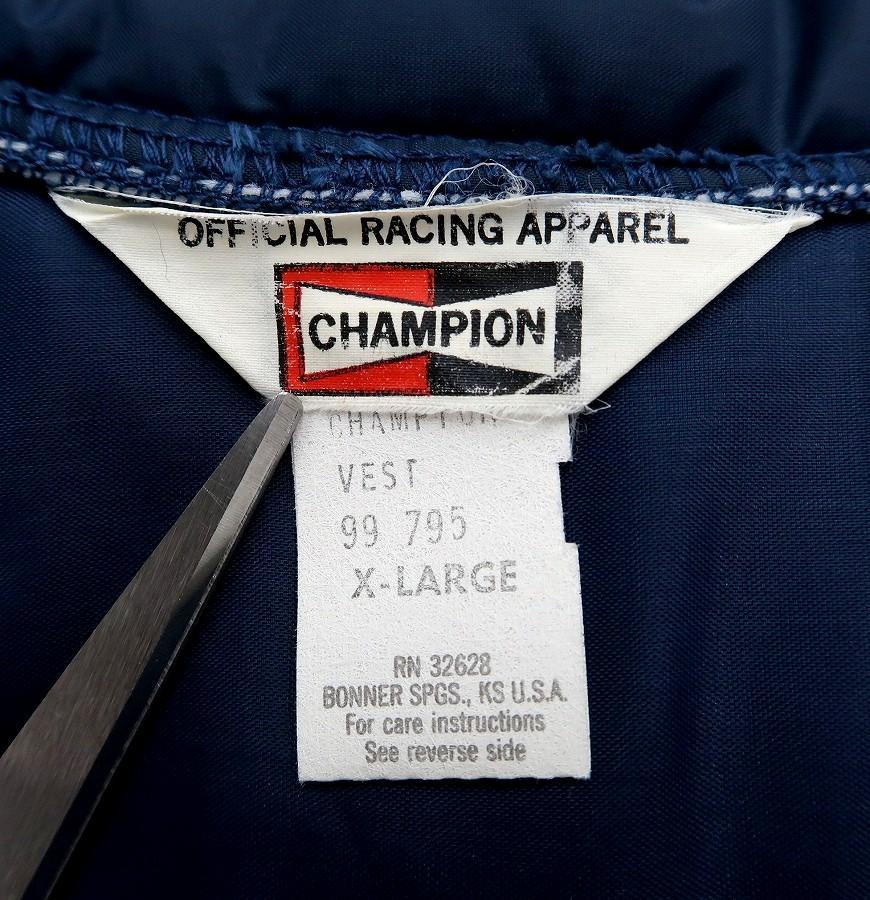 OFFICIAL RACING APPAREL
CHAMPION
CHAMPION
VEST
99 795
X-LARGE
RN 32628
BONNER SPGS., KS U.S.A.
For care instructions
See reverse side